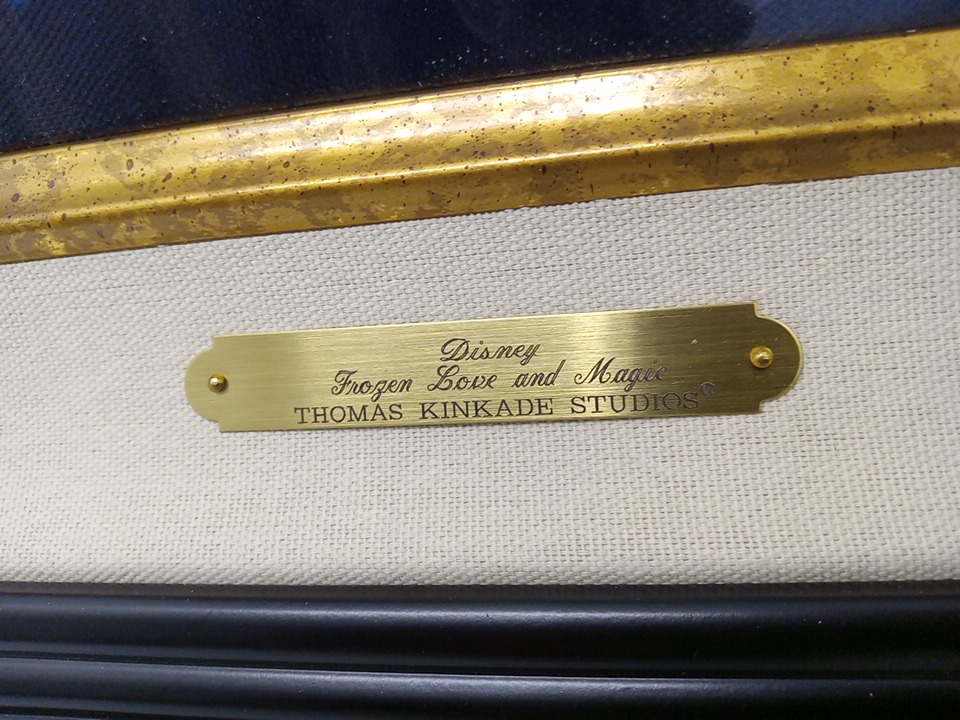 Disney
Frozen Love and Magic
THOMAS KINKADE STUDIOS®